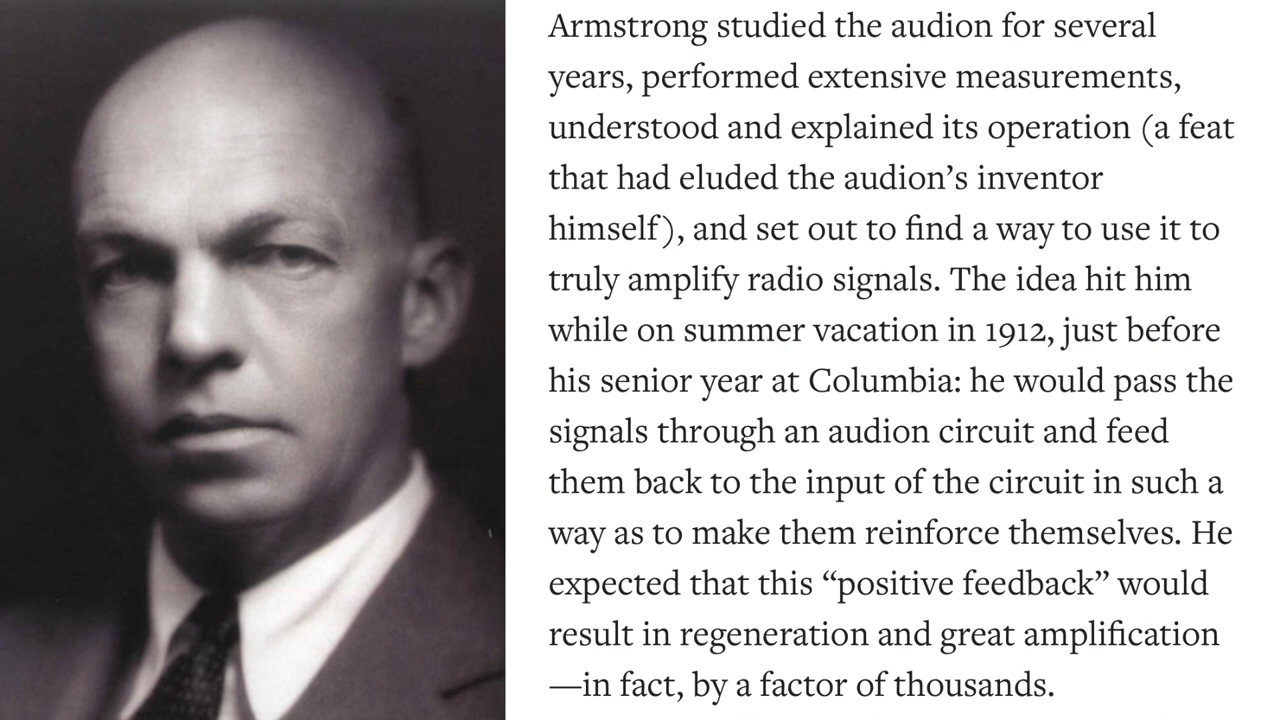 Armstrong studied the audion for several
years, performed extensive measurements,
understood and explained its operation (a feat
that had eluded the audion’s inventor
himself), and set out to find a way to use it to
truly amplify radio signals. The idea hit him
while on summer vacation in 1912, just before
his senior year at Columbia: he would pass the
signals through an audion circuit and feed
them back to the input of the circuit in such a
way as to make them reinforce themselves. He
expected that this “positive feedback” would
result in regeneration and great amplification
—in fact, by a factor of thousands.